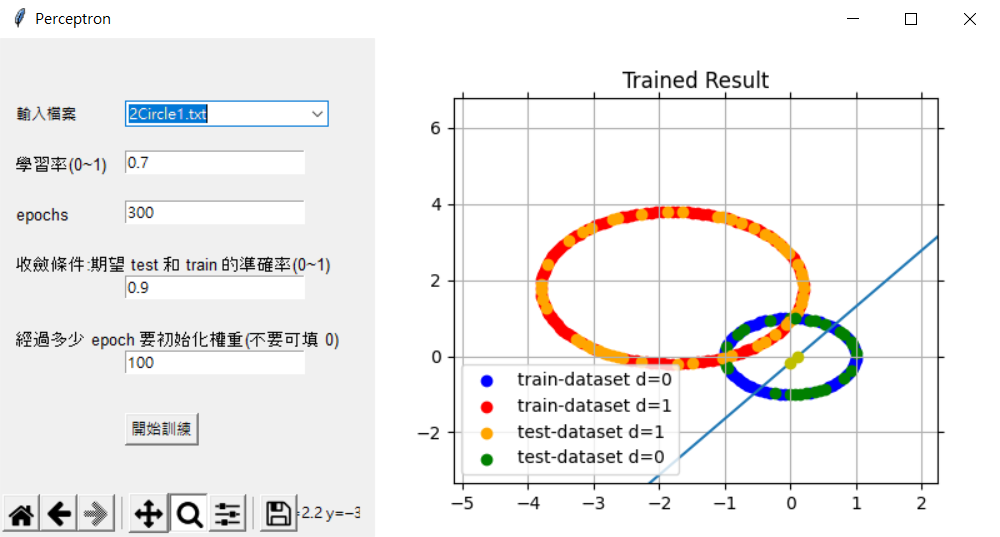 Perceptron
輸入檔案
2Circle1.txt
學習率(0~1)
0.7
epochs
300
收斂條件:期望 test 和 train 的準確率(0~1)
0.9
經過多少 epoch 要初始化權重(不要可填 0)
100
開始訓練
=2.2 y=−3
Trained Result
6
4
2
0
−2
train-dataset d=0
train-dataset d=1
test-dataset d=1
test-dataset d=0
−5 −4 −3 −2 −1 0 1 2